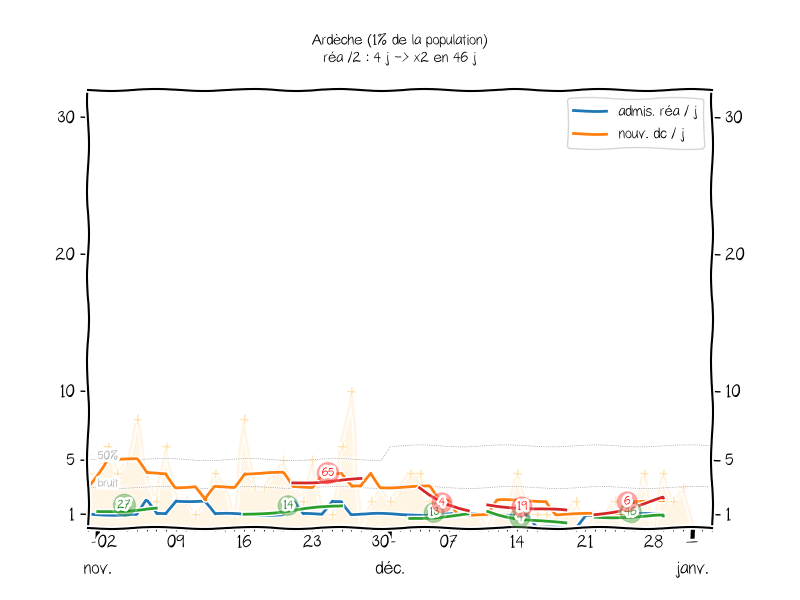 Ardèche (1% de la population)
réa /2 : 4 j -> x2 en 46 j
admis. réa / j
nouv. dc / j
30 30
20 20
10 10
5 5
1 1
50%
bruit
65
27
14
4
19
6
46
02 09 16 23 30 07 14 21 28
nov. déc. janv.